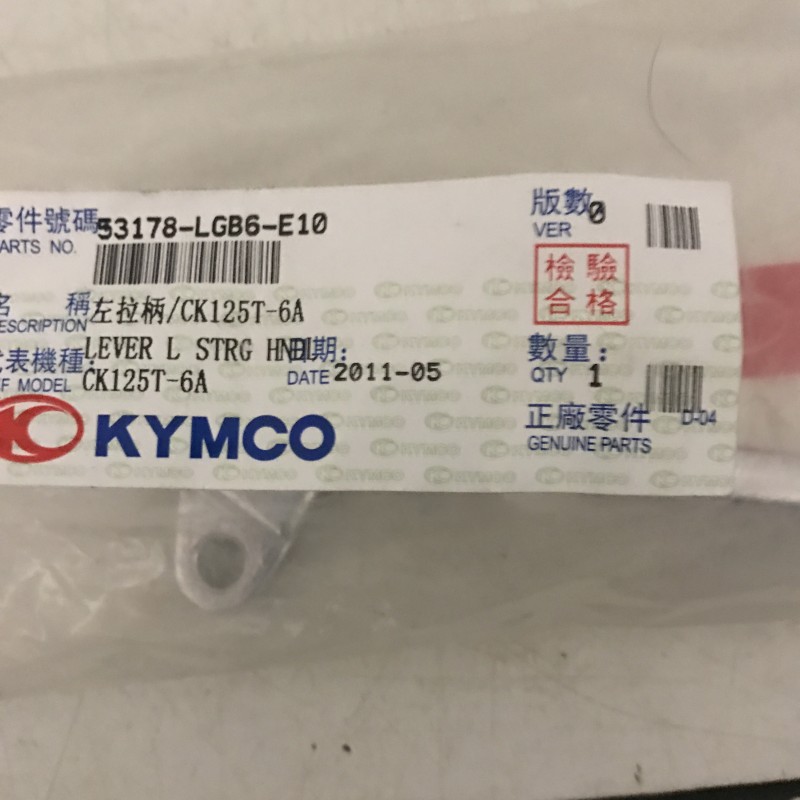 零件號碼 53178-LGB6-E10
PARTS NO.
版數 0
VER
檢驗
合格
名 稱 左拉柄/CK125T-6A
DESCRIPTION
LEVER L STRG HNDL
代表機種:
REF MODEL CK125T-6A
日期:
DATE 2011-05
數量:
QTY 1
KYMCO
正廠零件 D-04
GENUINE PARTS